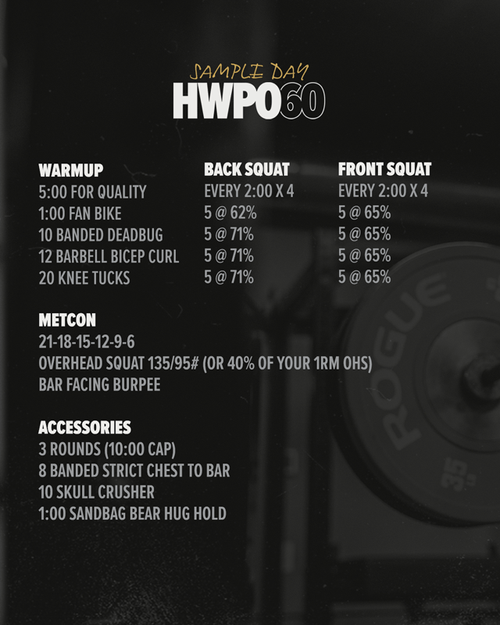 SAMPLE DAY
HWPO60
WARMUP
5:00 FOR QUALITY
1:00 FAN BIKE
10 BANDED DEADBUG
12 BARBELL BICEP CURL
20 KNEE TUCKS
BACK SQUAT
EVERY 2:00 X 4
5 @ 62%
5 @ 71%
5 @ 71%
5 @ 71%
FRONT SQUAT
EVERY 2:00 X 4
5 @ 65%
5 @ 65%
5 @ 65%
5 @ 65%
METCON
21-18-15-12-9-6
OVERHEAD SQUAT 135/95# (OR 40% OF YOUR 1RM OHS)
BAR FACING BURPEE
ACCESSORIES
3 ROUNDS (10:00 CAP)
8 BANDED STRICT CHEST TO BAR
10 SKULL CRUSHER
1:00 SANDBAG BEAR HUG HOLD
ROGUE
35